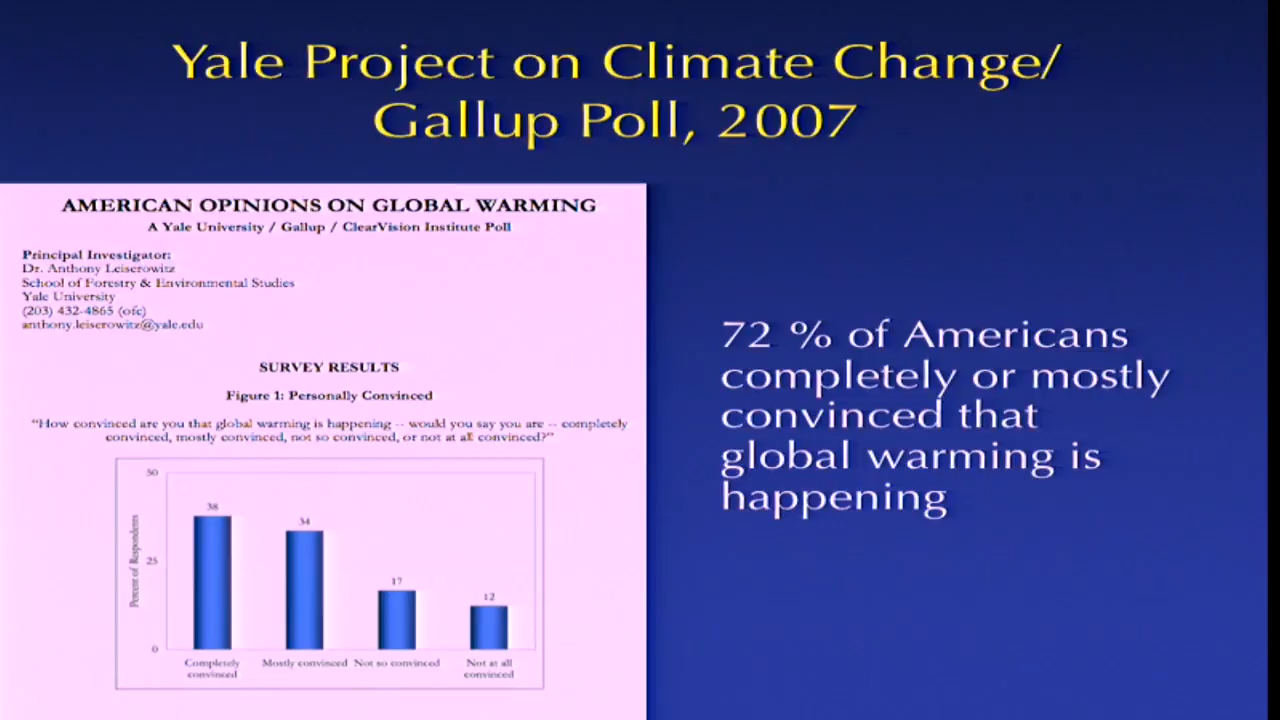 Yale Project on Climate Change/
Gallup Poll, 2007
AMERICAN OPINIONS ON GLOBAL WARMING
A Yale University / Gallup / ClearVision Institute Poll
Principal Investigator:
Dr. Anthony Leiserowitz
School of Forestry & Environmental Studies
Yale University
(203) 432-4865 (ofc)
anthony.leiserowitz@yale.edu
SURVEY RESULTS
Figure 1: Personally Convinced
“How convinced are you that global warming is happening -- would you say you are -- completely
convinced, mostly convinced, not so convinced, or not at all convinced?”
Percent of Respondents
50
25
0
38
34
17
12
Completely
convinced
Mostly convinced
Not so convinced
Not at all
convinced
72 % of Americans
completely or mostly
convinced that
global warming is
happening